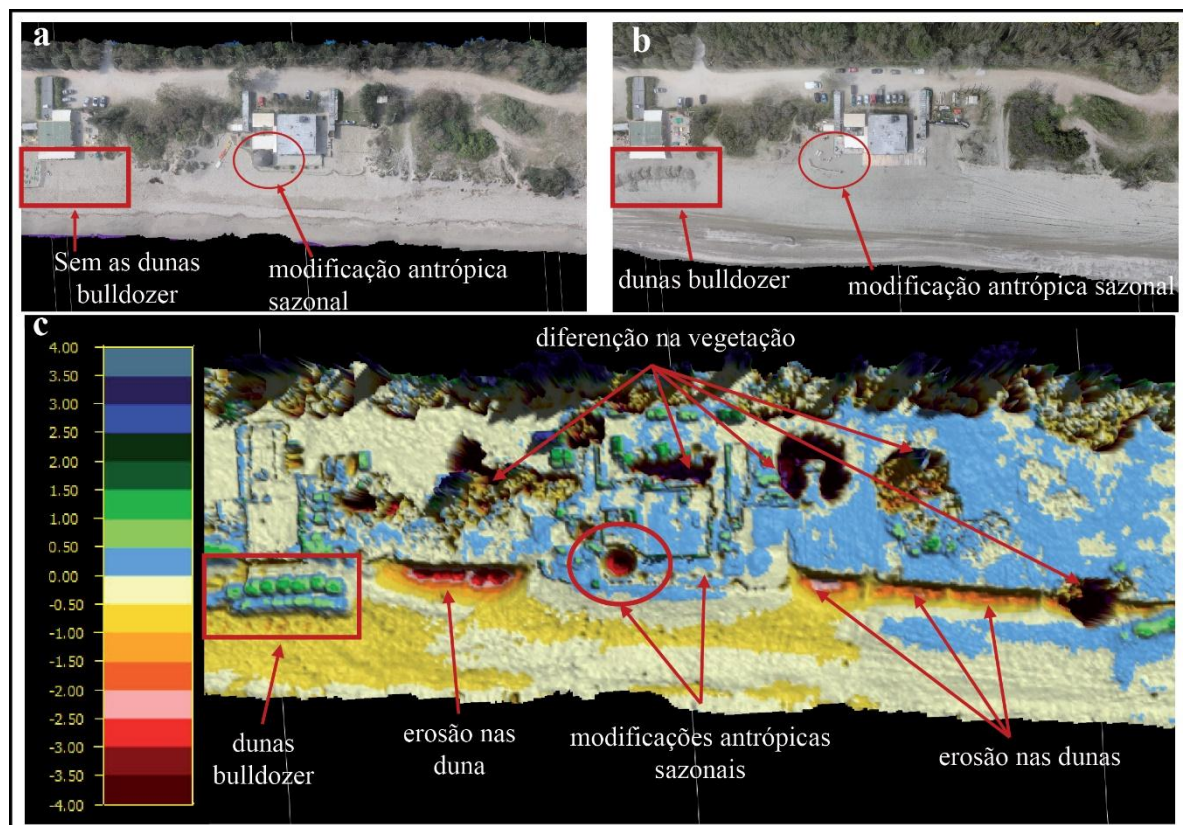 a
Sem as dunas
bulldozer
modificação antrópica
sazonal
b
dunas bulldozer
modificação antrópica sazonal
c
diferenção na vegetação
4.00
3.50
3.00
2.50
2.00
1.50
1.00
0.50
0.00
-0.50
-1.00
-1.50
-2.00
-2.50
-3.00
-3.50
-4.00
dunas
bulldozer
erosão nas
duna
modificações antrópicas
sazonais
erosão nas dunas